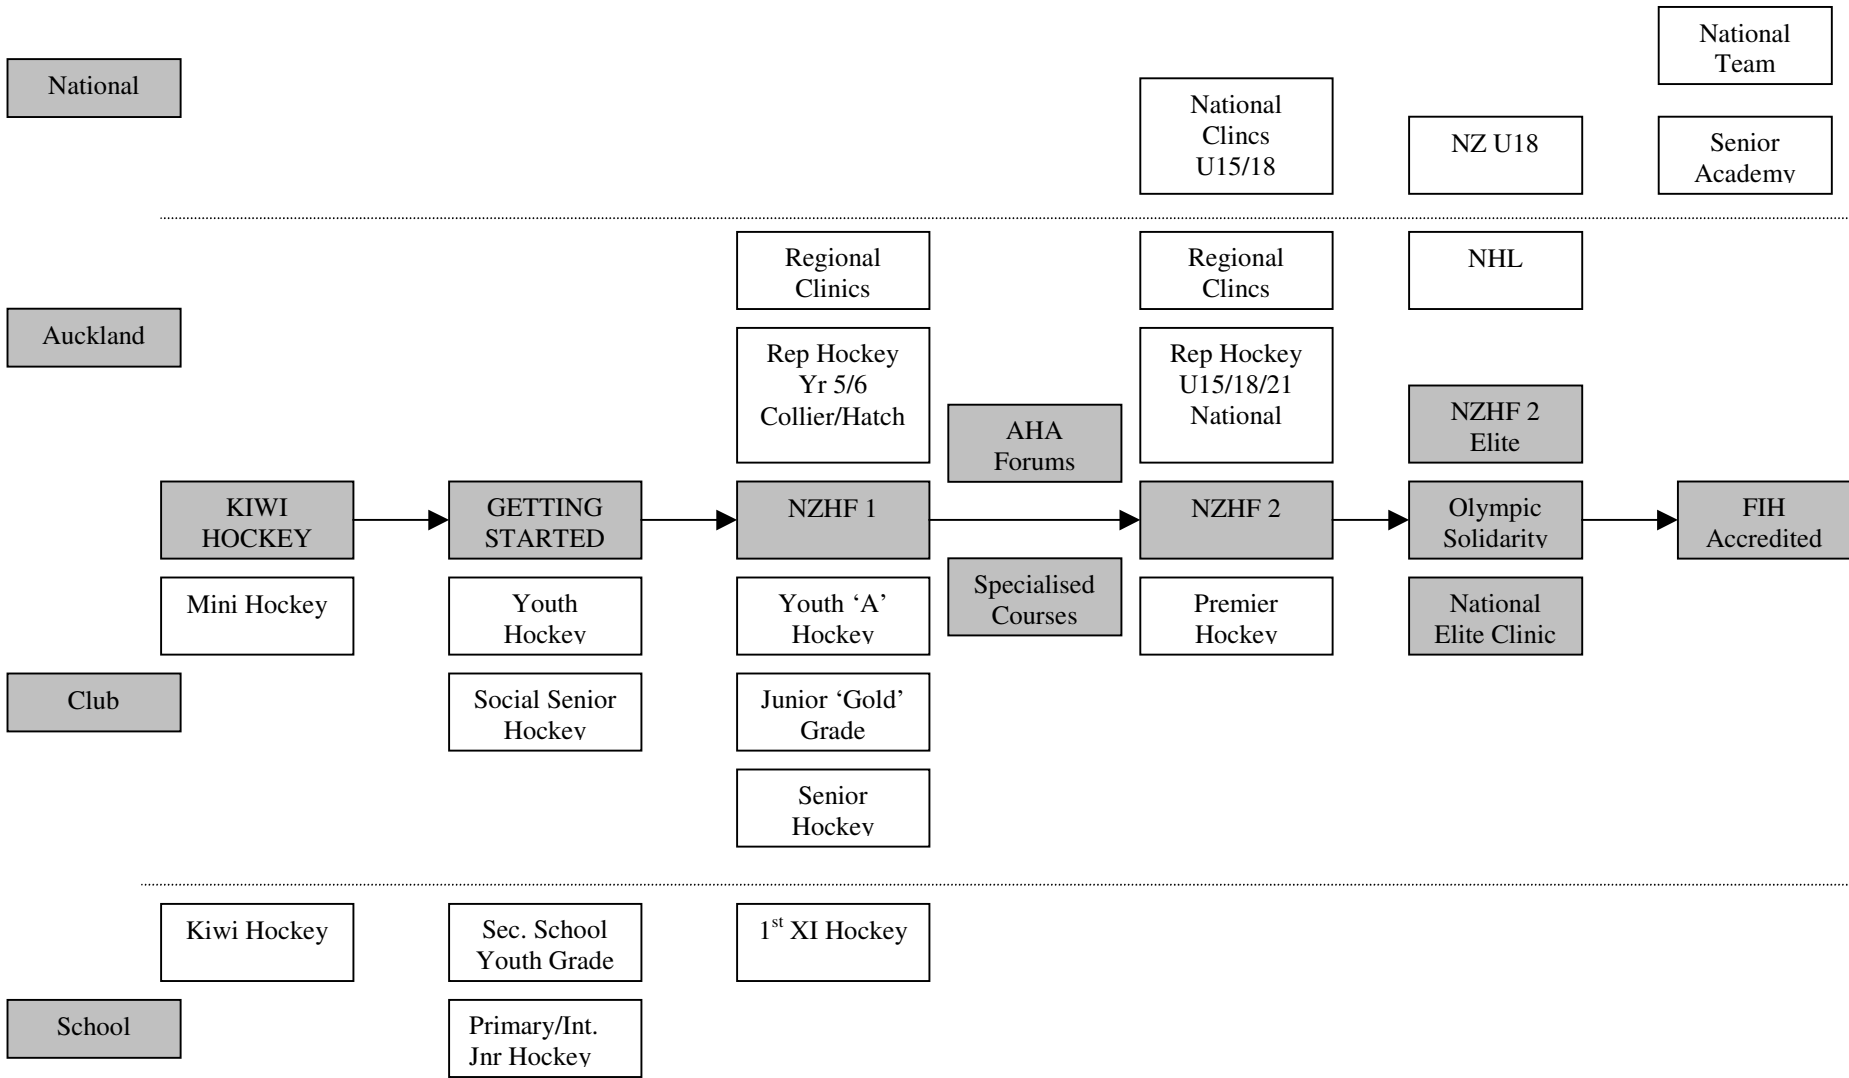 National
Team
National
National
Clincs
U15/18
NZ U18
Senior
Academy
Regional
Clinics
Regional
Clincs
NHL
Auckland
Rep Hockey
Yr 5/6
Collier/Hatch
Rep Hockey
U15/18/21
National
AHA
Forums
NZHF 2
Elite
KIWI
HOCKEY
GETTING
STARTED
NZHF 1
NZHF 2
Olympic
Solidarity
FIH
Accredited
Mini Hockey
Youth
Hockey
Youth ‘A’
Hockey
Specialised
Courses
Premier
Hockey
National
Elite Clinic
Club
Social Senior
Hockey
Junior ‘Gold’
Grade
Senior
Hockey
Kiwi Hockey
Sec. School
Youth Grade
1st XI Hockey
School
Primary/Int.
Jnr Hockey